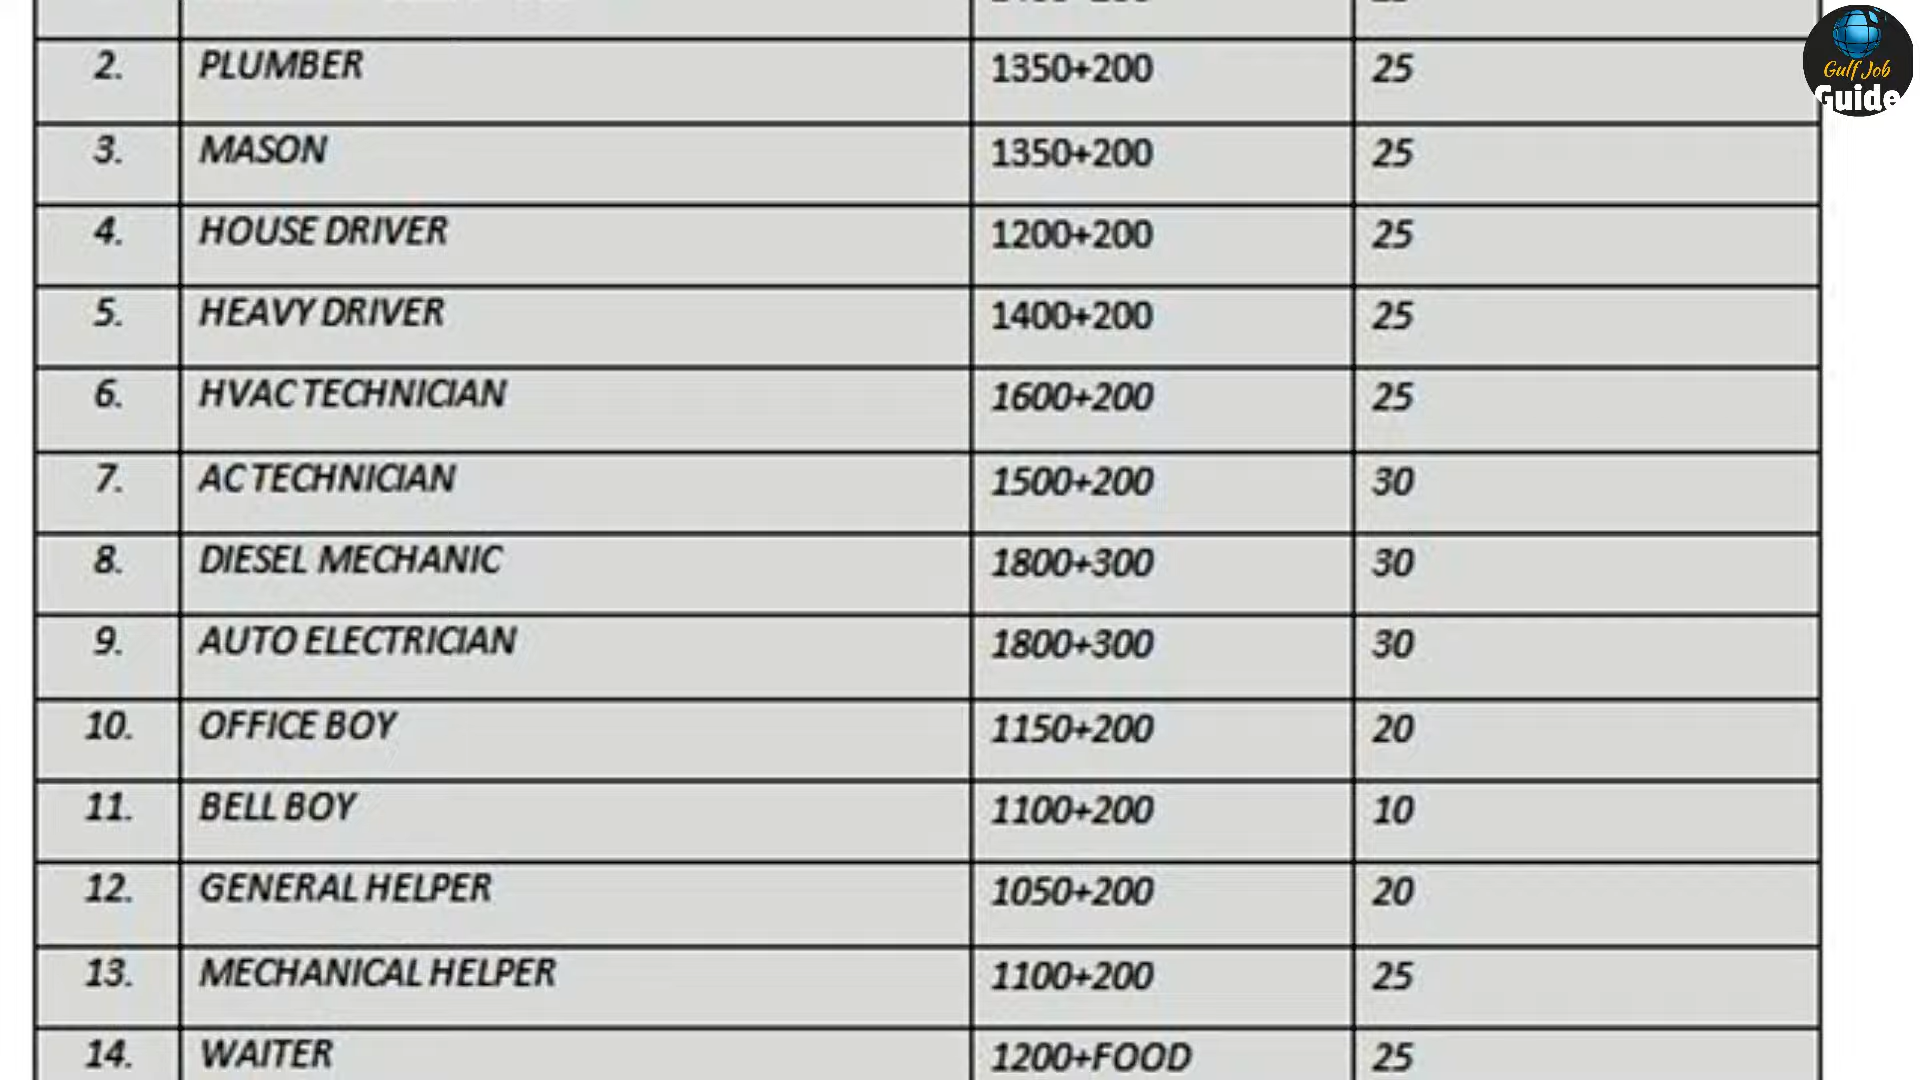 2. PLUMBER 1350+200 25
Gulf Job
Guide
3. MASON 1350+200 25
4. HOUSE DRIVER 1200+200 25
5. HEAVY DRIVER 1400+200 25
6. HVAC TECHNICIAN 1600+200 25
7. AC TECHNICIAN 1500+200 30
8. DIESEL MECHANIC 1800+300 30
9. AUTO ELECTRICIAN 1800+300 30
10. OFFICE BOY 1150+200 20
11. BELL BOY 1100+200 10
12. GENERAL HELPER 1050+200 20
13. MECHANICAL HELPER 1100+200 25
14. WAITER 1200+FOOD 25